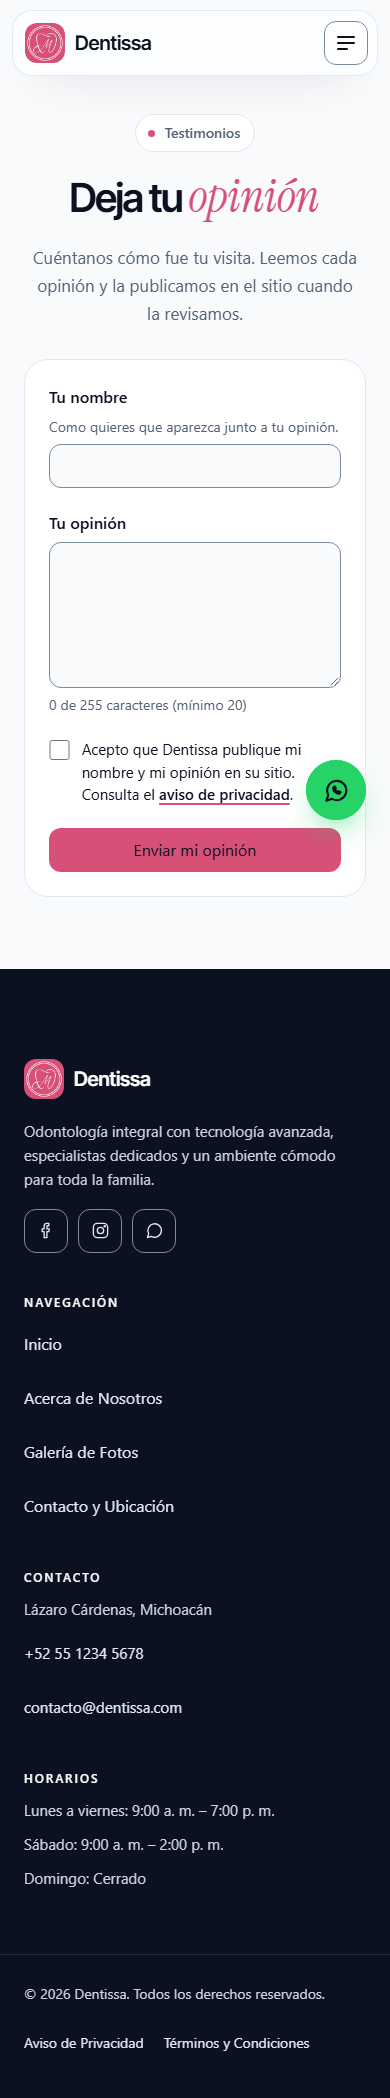 Dentissa
Testimonios
Deja tu opinión
Cuéntanos cómo fue tu visita. Leemos cada
opinión y la publicamos en el sitio cuando
la revisamos.
Tu nombre
Como quieres que aparezca junto a tu opinión.
Tu opinión
0 de 255 caracteres (mínimo 20)
Acepto que Dentissa publique mi
nombre y mi opinión en su sitio.
Consulta el aviso de privacidad.
Enviar mi opinión
Dentissa
Odontología integral con tecnología avanzada,
especialistas dedicados y un ambiente cómodo
para toda la familia.
NAVEGACIÓN
Inicio
Acerca de Nosotros
Galería de Fotos
Contacto y Ubicación
CONTACTO
Lázaro Cárdenas, Michoacán
+52 55 1234 5678
contacto@dentissa.com
HORARIOS
Lunes a viernes: 9:00 a. m. – 7:00 p. m.
Sábado: 9:00 a. m. – 2:00 p. m.
Domingo: Cerrado
© 2026 Dentissa. Todos los derechos reservados.
Aviso de Privacidad Términos y Condiciones